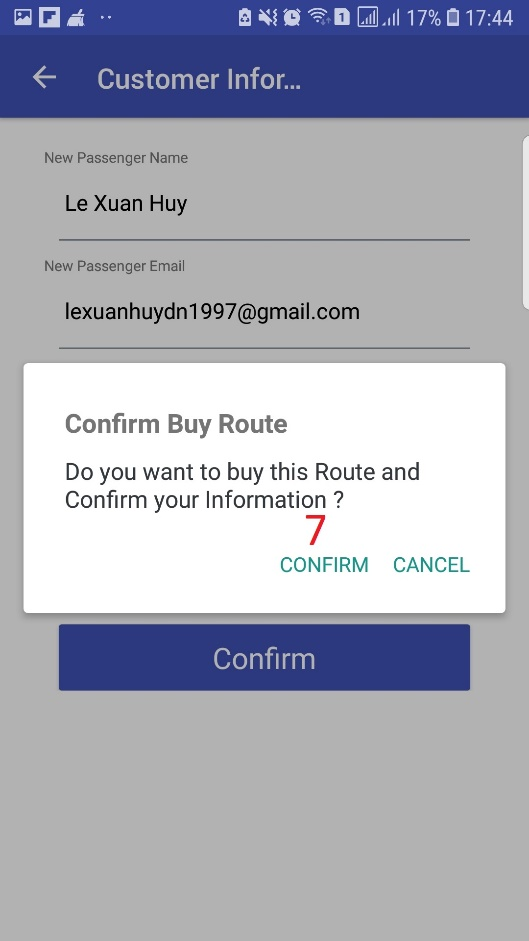 1 17% 17:44
Customer Infor...
New Passenger Name
Le Xuan Huy
New Passenger Email
lexuanhuydn1997@gmail.com
Confirm Buy Route
Do you want to buy this Route and
Confirm your Information ?
7
CONFIRM CANCEL
Confirm